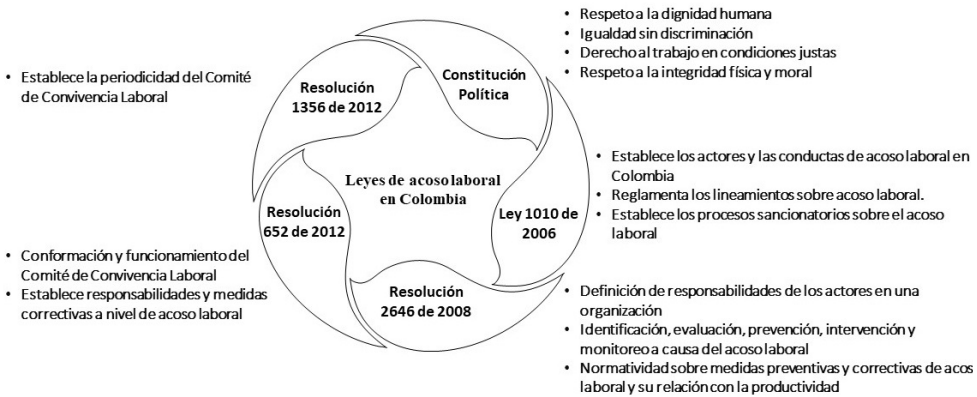 • Respeto a la dignidad humana
• Igualdad sin discriminación
• Derecho al trabajo en condiciones justas
• Respeto a la integridad física y moral
Constitución
Política
• Establece los actores y las conductas de acoso laboral en
Colombia
• Reglamenta los lineamientos sobre acoso laboral.
• Establece los procesos sancionatorios sobre el acoso
laboral
Ley 1010 de
2006
• Definición de responsabilidades de los actores en una
organización
• Identificación, evaluación, prevención, intervención y
monitoreo a causa del acoso laboral
• Normatividad sobre medidas preventivas y correctivas de acos
laboral y su relación con la productividad
Resolución
2646 de 2008
• Conformación y funcionamiento del
Comité de Convivencia Laboral
• Establece responsabilidades y medidas
correctivas a nivel de acoso laboral
Resolución
652 de 2012
• Establece la periodicidad del Comité
de Convivencia Laboral
Resolución
1356 de 2012
Leyes de acoso laboral
en Colombia